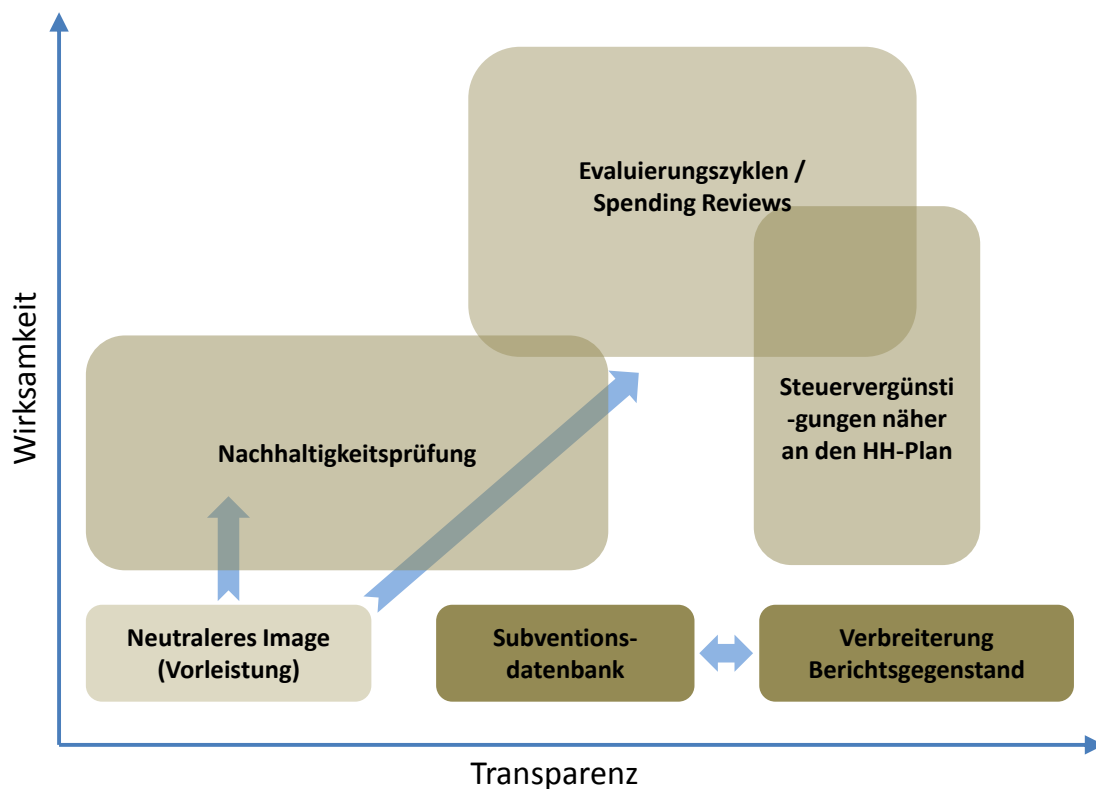 Wirksamkeit
Evaluierungszyklen /
Spending Reviews
Steuervergünsti
-gungen näher
an den HH-Plan
Nachhaltigkeitsprüfung
Neutraleres Image
(Vorleistung)
Subventions-
datenbank
Verbreiterung
Berichtsgegenstand
Transparenz